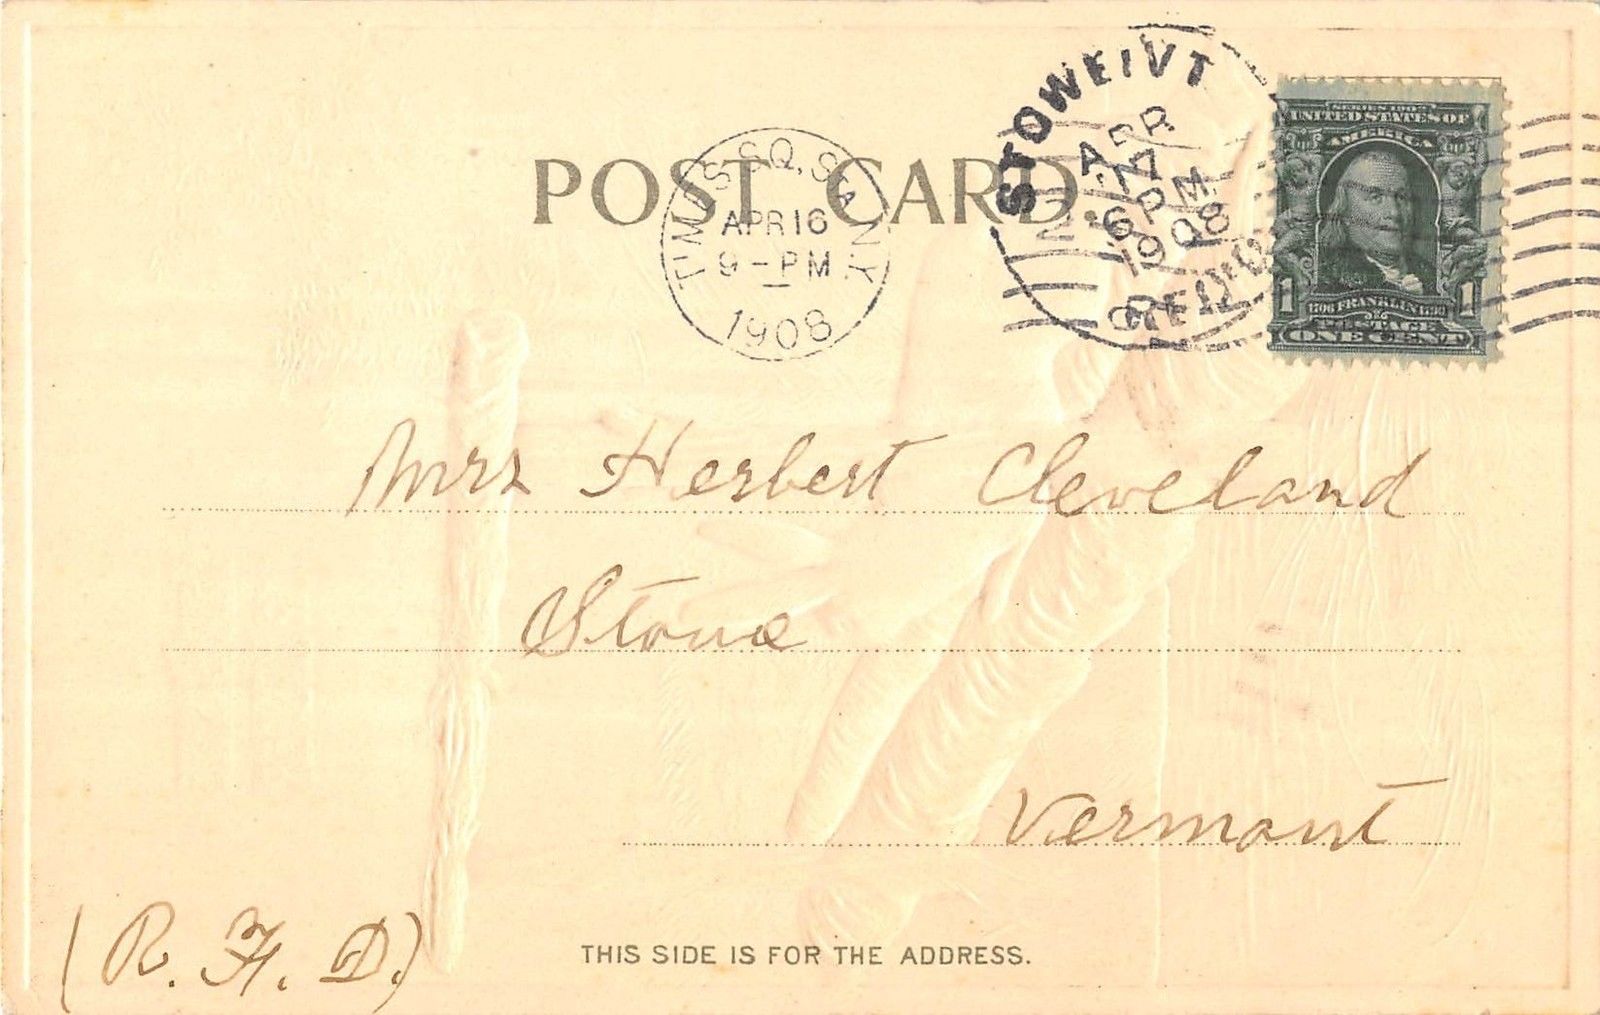 POST CARD
TIMES SQ. STA. N.Y.
APR 16
9-PM
1908
STOWE, VT
APR
17
6 PM
1908
REC'D.
SERIES 1902
UNITED STATES OF
AMERICA
1706 FRANKLIN 1790
1 POSTAGE 1
ONE CENT
Mrs Herbert Cleveland
Stowe
Vermont
(R. F. D.)
THIS SIDE IS FOR THE ADDRESS.